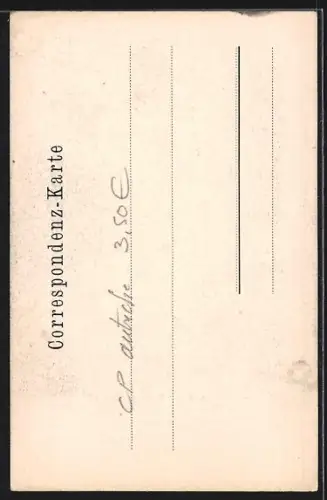 Correspondenz-Karte
CP autriche 3,50€